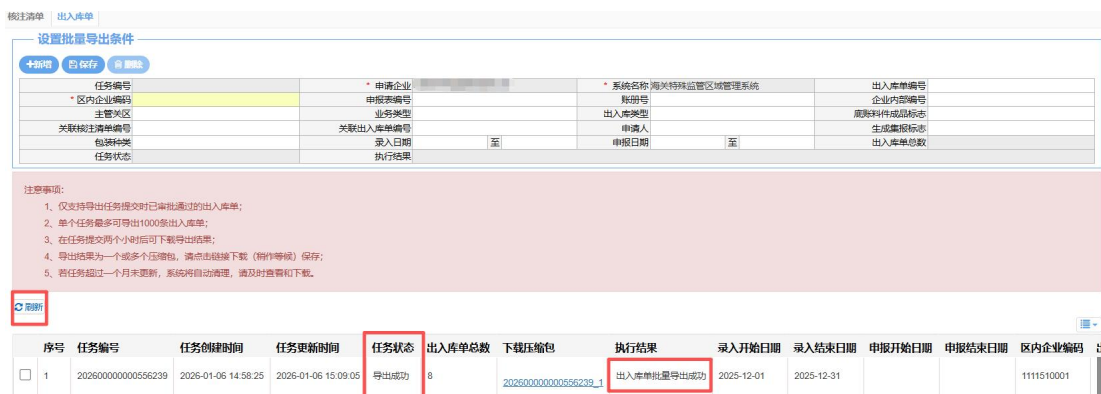 核注清单 出入库单
设置批量导出条件
+新增 保存 删除
任务编号 * 申请企业 * 系统名称 海关特殊监管区域管理系统 出入库单编号
* 区内企业编码 申报表编号 账册号 企业内部编号
主管关区 业务类型 出入库类型 底账料件成品标志
关联核注清单编号 关联出入库单编号 申请人 生成集报标志
包装种类 录入日期 至 申报日期 至 出入库单总数
任务状态 执行结果
注意事项:
1、仅支持导出任务提交时已审批通过的出入库单;
2、单个任务最多可导出1000条出入库单;
3、在任务提交两个小时后可下载导出结果;
4、导出结果为一个或多个压缩包，请点击链接下载（稍作等候）保存;
5、若任务超过一个月未更新，系统将自动清理，请及时查看和下载。
刷新
序号 任务编号 任务创建时间 任务更新时间 任务状态 出入库单总数 下载压缩包 执行结果 录入开始日期 录入结束日期 申报开始日期 申报结束日期 区内企业编码
1 202600000000556239 2026-01-06 14:58:25 2026-01-06 15:09:05 导出成功 8 202600000000556239_1 出入库单批量导出成功 2025-12-01 2025-12-31 1111510001